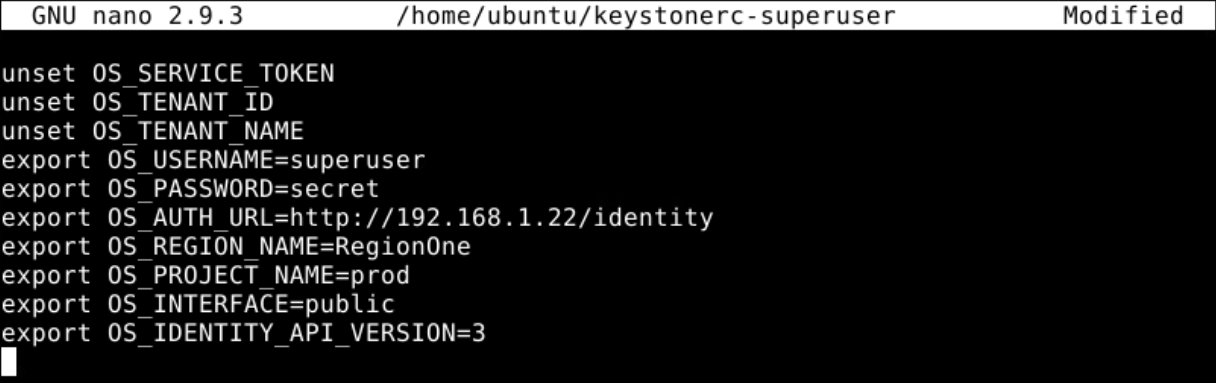 GNU nano 2.9.3 /home/ubuntu/keystonerc-superuser Modified
unset OS_SERVICE_TOKEN
unset OS_TENANT_ID
unset OS_TENANT_NAME
export OS_USERNAME=superuser
export OS_PASSWORD=secret
export OS_AUTH_URL=http://192.168.1.22/identity
export OS_REGION_NAME=RegionOne
export OS_PROJECT_NAME=prod
export OS_INTERFACE=public
export OS_IDENTITY_API_VERSION=3